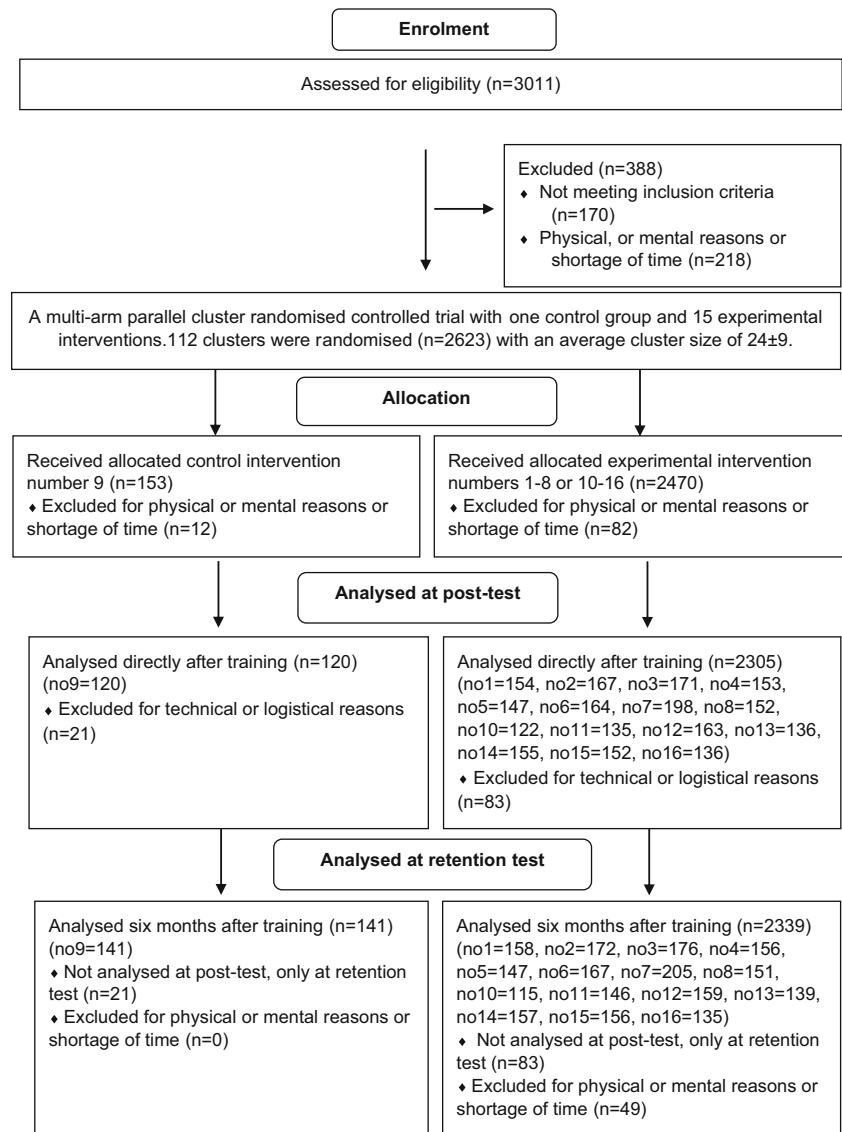 Enrolment
Assessed for eligibility (n=3011)
Excluded (n=388)
♦ Not meeting inclusion criteria
(n=170)
♦ Physical, or mental reasons or
shortage of time (n=218)
A multi-arm parallel cluster randomised controlled trial with one control group and 15 experimental
interventions.112 clusters were randomised (n=2623) with an average cluster size of 24±9.
Allocation
Received allocated control intervention
number 9 (n=153)
♦ Excluded for physical or mental reasons or
shortage of time (n=12)
Received allocated experimental intervention
numbers 1-8 or 10-16 (n=2470)
♦ Excluded for physical or mental reasons or
shortage of time (n=82)
Analysed at post-test
Analysed directly after training (n=120)
(no9=120)
♦ Excluded for technical or logistical reasons
(n=21)
Analysed directly after training (n=2305)
(no1=154, no2=167, no3=171, no4=153,
no5=147, no6=164, no7=198, no8=152,
no10=122, no11=135, no12=163, no13=136,
no14=155, no15=152, no16=136)
♦ Excluded for technical or logistical reasons
(n=83)
Analysed at retention test
Analysed six months after training (n=141)
(no9=141)
♦ Not analysed at post-test, only at retention
test (n=21)
♦ Excluded for physical or mental reasons or
shortage of time (n=0)
Analysed six months after training (n=2339)
(no1=158, no2=172, no3=176, no4=156,
no5=147, no6=167, no7=205, no8=151,
no10=115, no11=146, no12=159, no13=139,
no14=157, no15=156, no16=135)
♦ Not analysed at post-test, only at retention
test (n=83)
♦ Excluded for physical or mental reasons or
shortage of time (n=49)